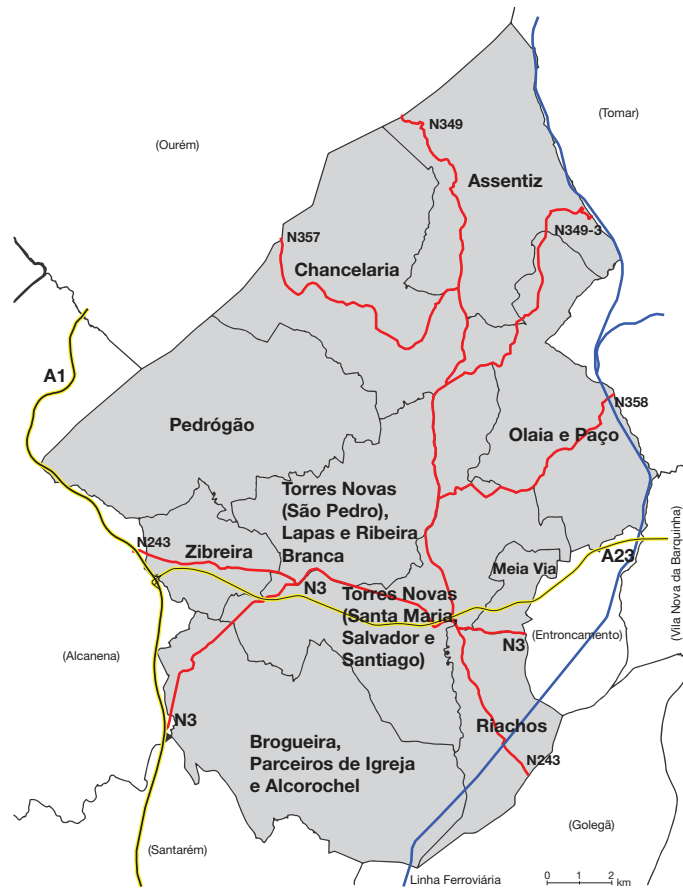 (Tomar)
N349
(Ourém)
Assentiz
N349-3
N357
Chancelaria
A1
N358
Pedrógão
Olaia e Paço
Torres Novas
(São Pedro),
Lapas e Ribeira
Branca
N243
Zibreira
A23
Meia Via
N3
Torres Novas
(Santa Maria,
Salvador e
Santiago)
(Vila Nova da Barquinha)
(Entroncamento)
N3
(Alcanena)
N3
Riachos
Brogueira,
Parceiros de Igreja
e Alcorochel
N243
(Golegã)
(Santarém)
Linha Ferroviária
0 1 2
km